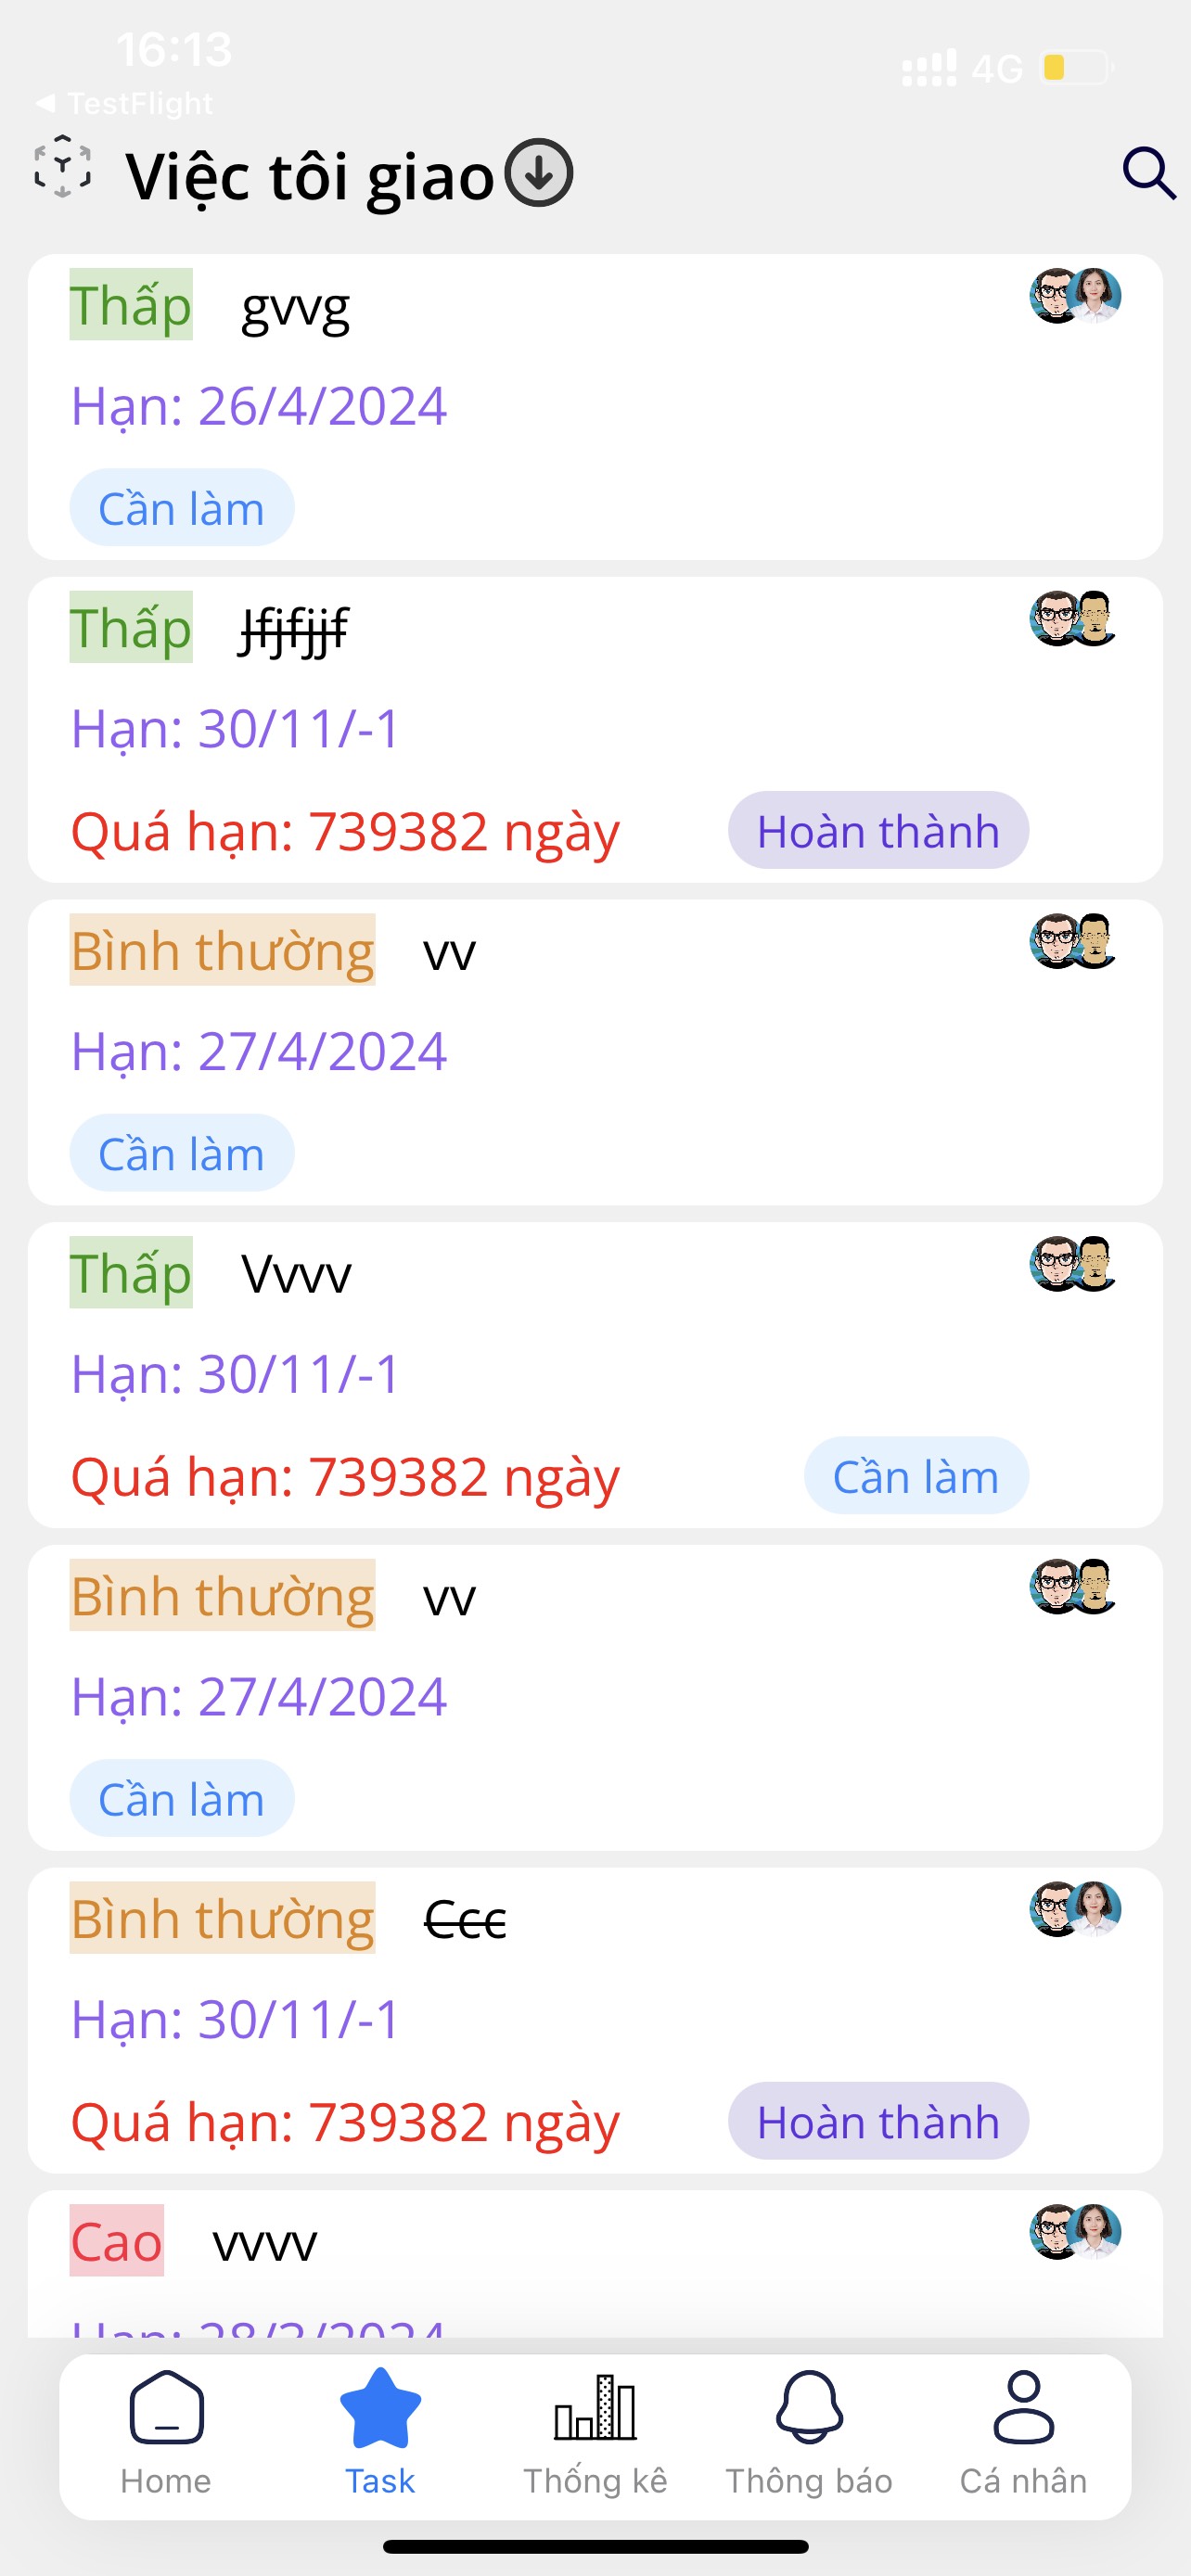 16:13
4G
◀ TestFlight
Việc tôi giao
Thấp gvvg
Hạn: 26/4/2024
Cần làm
Thấp Jfjfjjf
Hạn: 30/11/-1
Quá hạn: 739382 ngày Hoàn thành
Bình thường vv
Hạn: 27/4/2024
Cần làm
Thấp Vvvv
Hạn: 30/11/-1
Quá hạn: 739382 ngày Cần làm
Bình thường vv
Hạn: 27/4/2024
Cần làm
Bình thường Ccc
Hạn: 30/11/-1
Quá hạn: 739382 ngày Hoàn thành
Cao vvvv
Hạn: 28/3/2024
Home Task Thống kê Thông báo Cá nhân